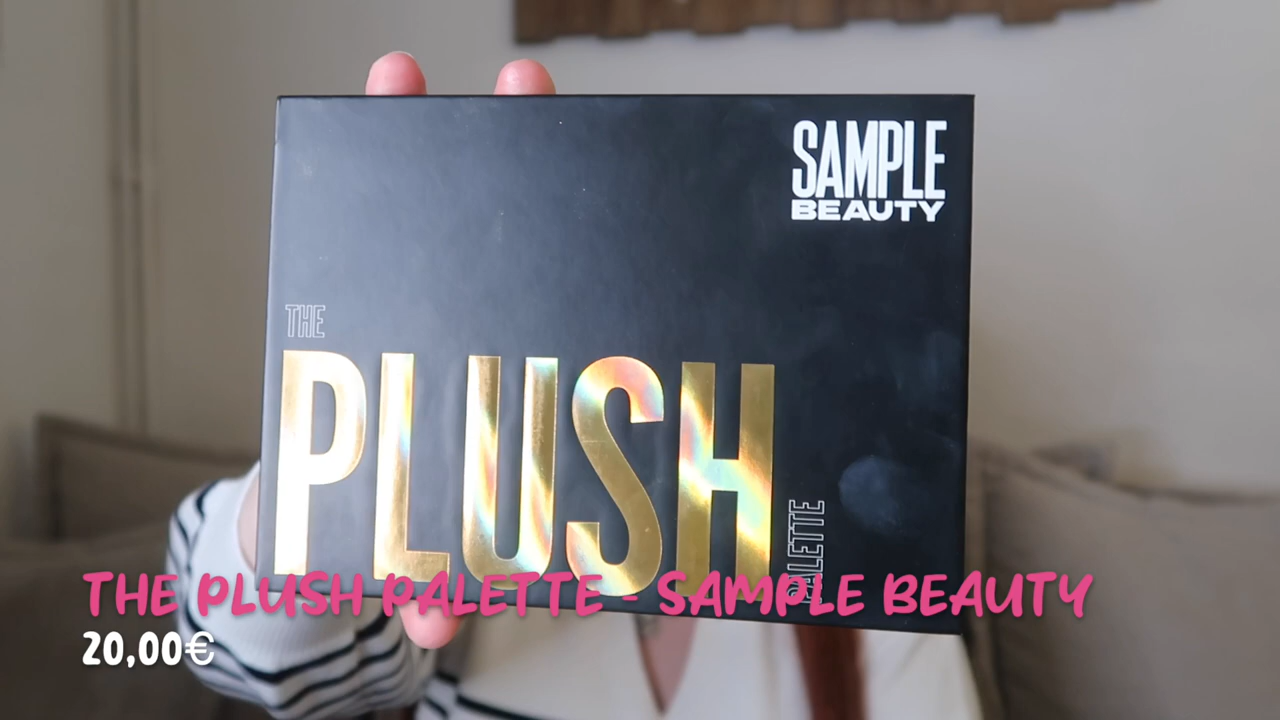 SAMPLE
BEAUTY
THE
PLUSH
PALETTE
THE PLUSH PALETTE - SAMPLE BEAUTY
20,00€